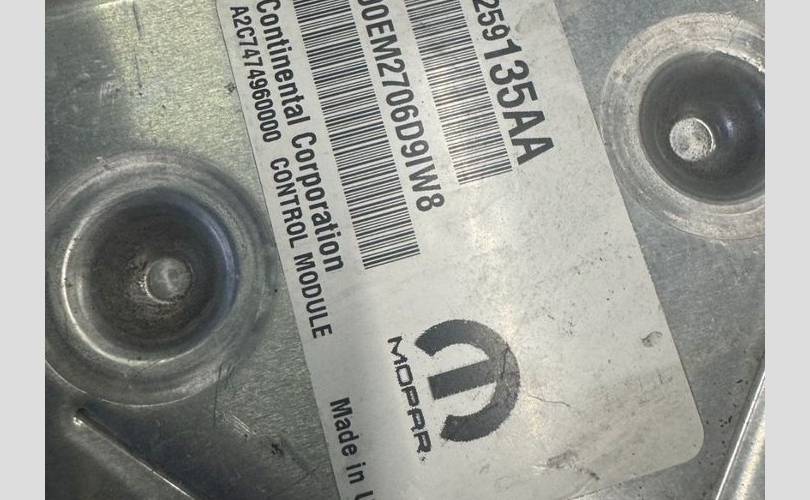 259135AA
00EM2706D9IW8
Continental Corporation
A2C7474960000 CONTROL MODULE
Made in
MOPAR